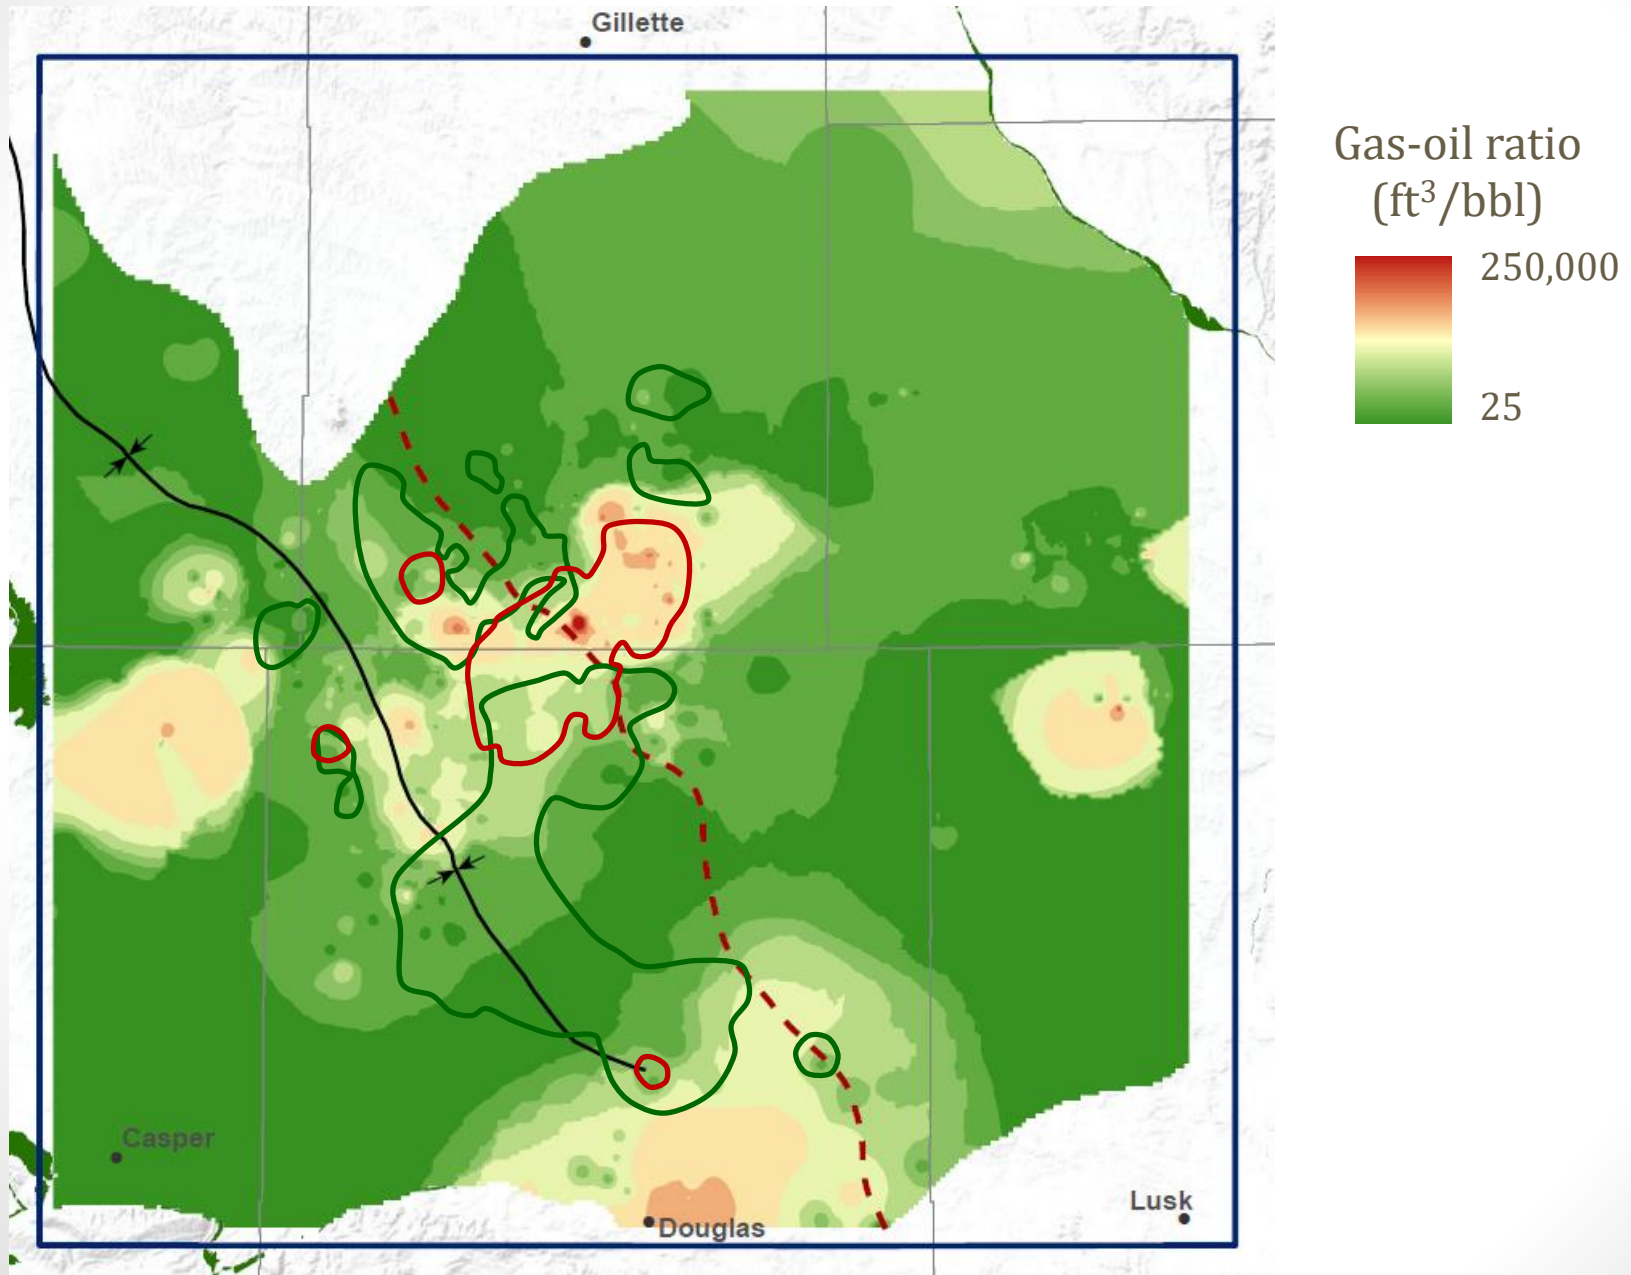 Gillette
Gas-oil ratio
(ft³/bbl)
250,000
25
Casper
Lusk
Douglas